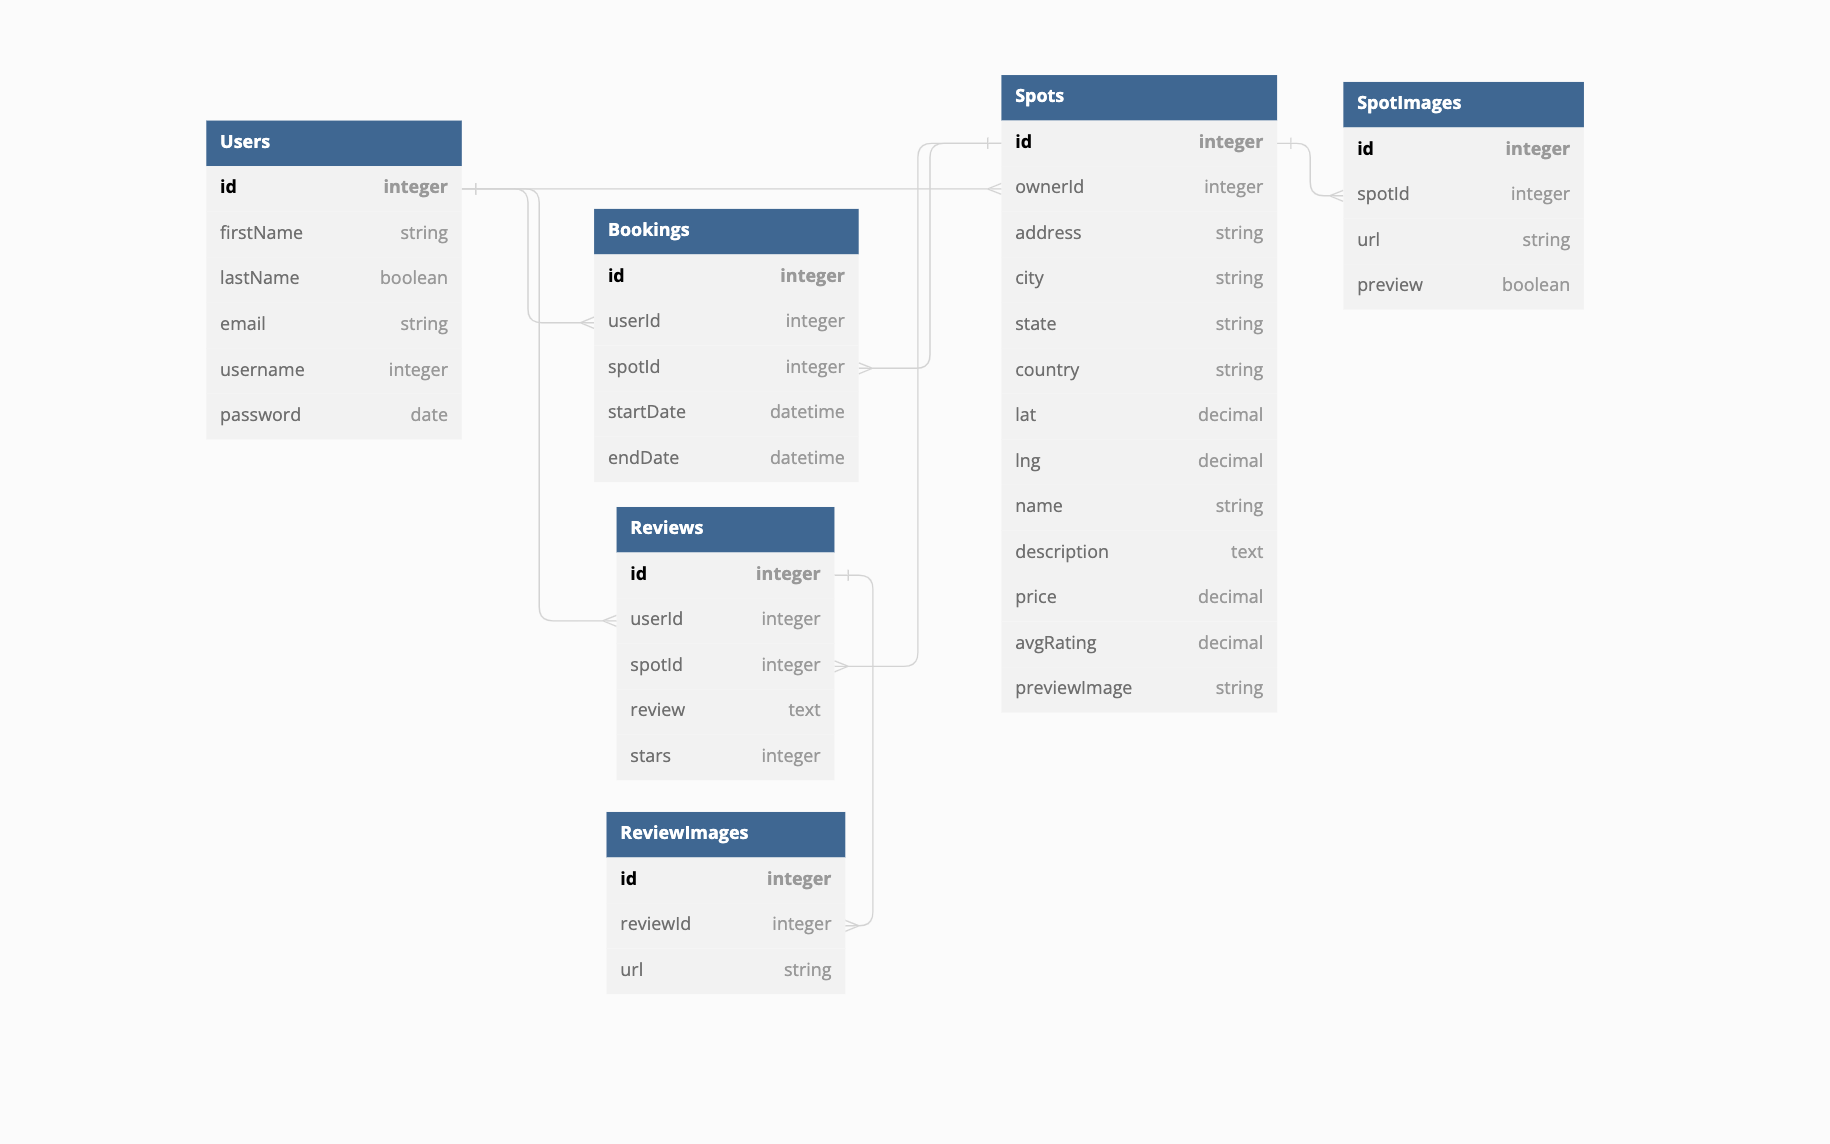 Users
id integer
firstName string
lastName boolean
email string
username integer
password date
Bookings
id integer
userId integer
spotId integer
startDate datetime
endDate datetime
Reviews
id integer
userId integer
spotId integer
review text
stars integer
ReviewImages
id integer
reviewId integer
url string
Spots
id integer
ownerId integer
address string
city string
state string
country string
lat decimal
lng decimal
name string
description text
price decimal
avgRating decimal
previewImage string
SpotImages
id integer
spotId integer
url string
preview boolean